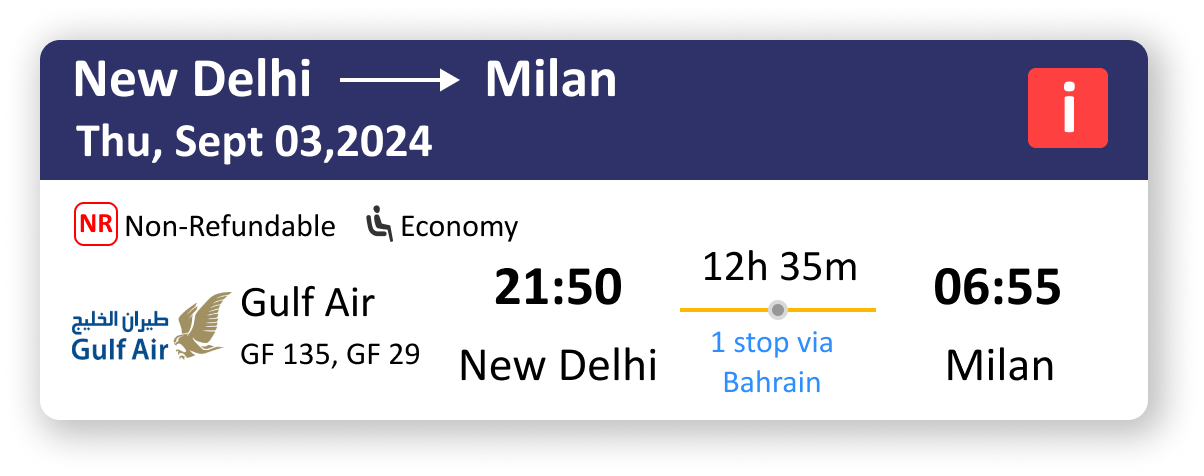 New Delhi → Milan
Thu, Sept 03,2024
i
NR Non-Refundable Economy
طيران الخليج
Gulf Air
Gulf Air
GF 135, GF 29
21:50
New Delhi
12h 35m
1 stop via
Bahrain
06:55
Milan